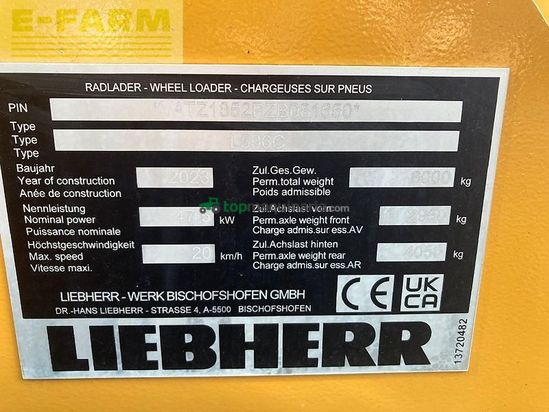 E-FARM
RADLADER - WHEEL LOADER - CHARGEUSES SUR PNEUS
PIN
Type
Type
Type
Baujahr
Year of construction 2023
Anée de construction
Nennleistung
Nominal power kW
Puissance nominale
Höchstgeschwindigkeit
Max. speed 20 km/h
Vitesse maxi.
Zul.Ges.Gew.
Perm.total weight kg
Poids admissible
Zul.Achslast vorn
Perm.axle weight front kg
Charge admis.sur ess.AV
Zul.Achslast hinten
Perm.axle weight rear kg
Charge admis.sur ess.AR
LIEBHERR - WERK BISCHOFSHOFEN GMBH
DR.-HANS LIEBHERR - STRASSE 4, A-5500 BISCHOFSHOFEN
CE
UK
CA
LIEBHERR
13720482